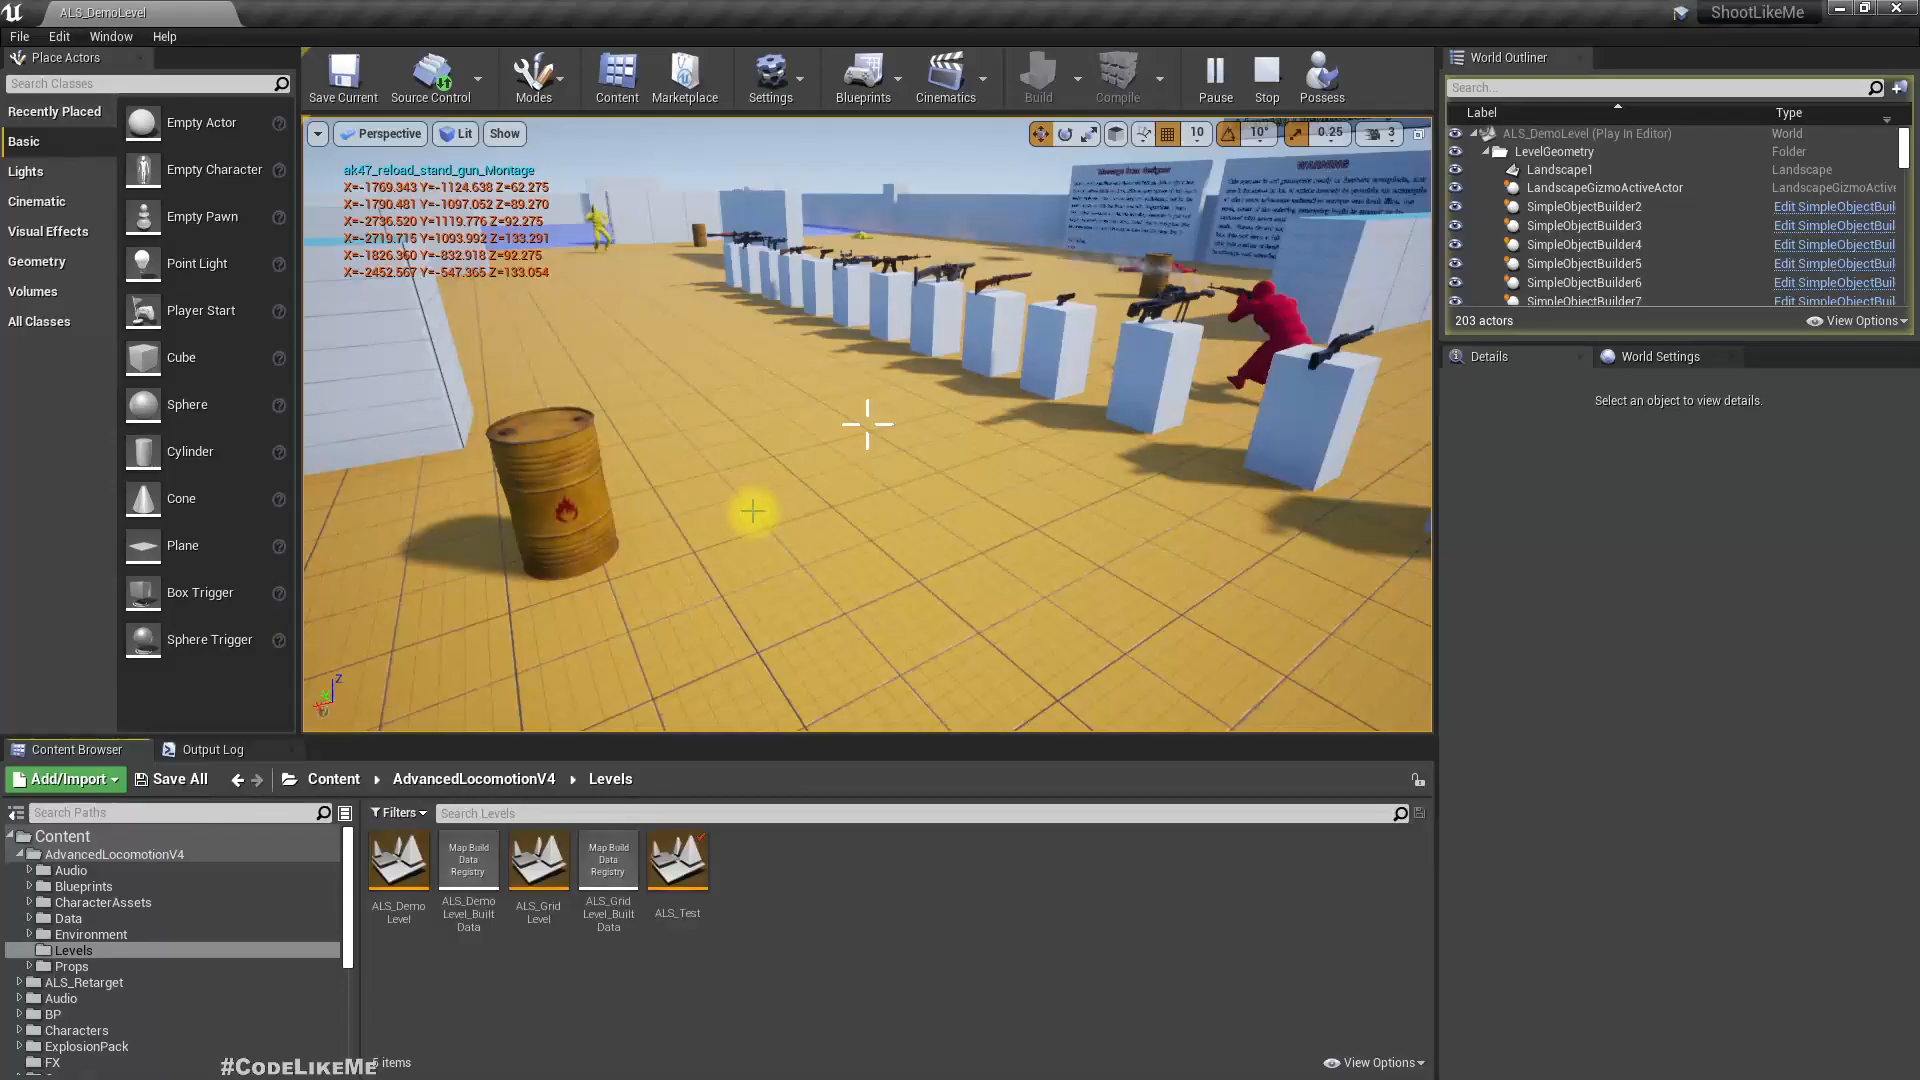 ALS_DemoLevel
ShootLikeMe
File Edit Window Help
Place Actors
Search Classes
Recently Placed
Basic
Lights
Cinematic
Visual Effects
Geometry
Volumes
All Classes
Empty Actor
Empty Character
Empty Pawn
Point Light
Player Start
Cube
Sphere
Cylinder
Cone
Plane
Box Trigger
Sphere Trigger
Save Current
Source Control
Modes
Content
Marketplace
Settings
Blueprints
Cinematics
Build
Compile
Pause
Stop
Possess
Perspective
Lit
Show
10
10°
0.25
3
ak47_reload_stand_gun_Montage
X=-1769.343 Y=-1124.638 Z=62.275
X=-1790.481 Y=-1097.052 Z=89.270
X=-2736.520 Y=1119.776 Z=92.275
X=-2719.715 Y=1093.992 Z=133.291
X=-1826.360 Y=-832.918 Z=92.275
X=-2452.567 Y=-547.365 Z=133.054
Message from designer
WARNING
Z
World Outliner
Search...
Label Type
ALS_DemoLevel (Play In Editor) World
LevelGeometry Folder
Landscape1 Landscape
LandscapeGizmoActiveActor LandscapeGizmoActive
SimpleObjectBuilder2 Edit SimpleObjectBuil
SimpleObjectBuilder3 Edit SimpleObjectBuil
SimpleObjectBuilder4 Edit SimpleObjectBuil
SimpleObjectBuilder5 Edit SimpleObjectBuil
SimpleObjectBuilder6 Edit SimpleObjectBuil
SimpleObjectBuilder7 Edit SimpleObjectBuil
203 actors
View Options
Details
World Settings
Select an object to view details.
Content Browser
Output Log
Add/Import
Save All
Content
AdvancedLocomotionV4
Levels
Search Paths
Filters
Search Levels
Content
AdvancedLocomotionV4
Audio
Blueprints
CharacterAssets
Data
Environment
Levels
Props
ALS_Retarget
Audio
BP
Characters
ExplosionPack
FX
Map Build
Data
Registry
Map Build
Data
Registry
ALS_Demo
Level
ALS_Demo
Level_Built
Data
ALS_Grid
Level
ALS_Grid
Level_Built
Data
ALS_Test
#CodeLikeMe
5 items
View Options